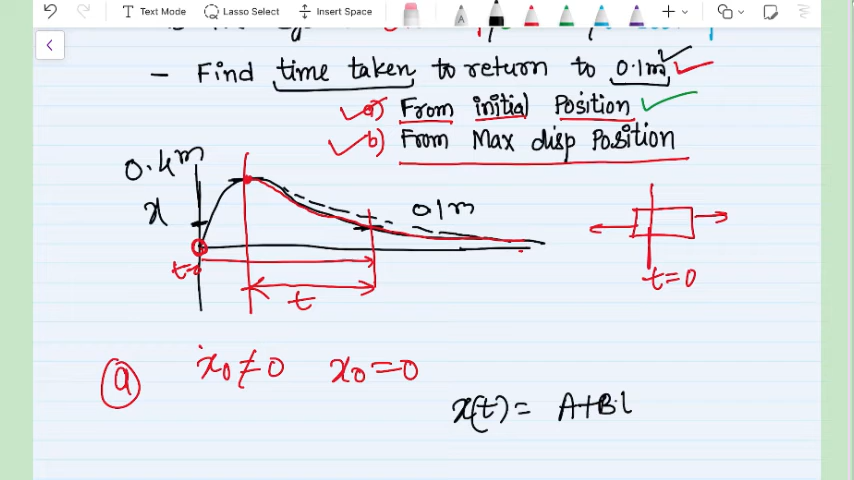 Text Mode Lasso Select Insert Space
- Find time taken to return to 0.1m
a) From initial Position
b) From Max disp Position
0.4m
x
0.1m
t=0
t
t=0
a ẋ0≠0 x0=0
x(t)= A+Bt